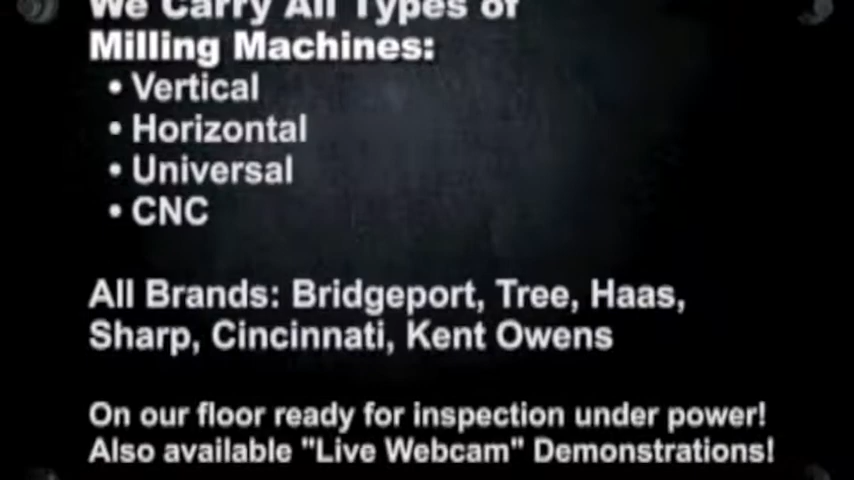 We Carry All Types of
Milling Machines:
• Vertical
• Horizontal
• Universal
• CNC
All Brands: Bridgeport, Tree, Haas,
Sharp, Cincinnati, Kent Owens
On our floor ready for inspection under power!
Also available "Live Webcam" Demonstrations!